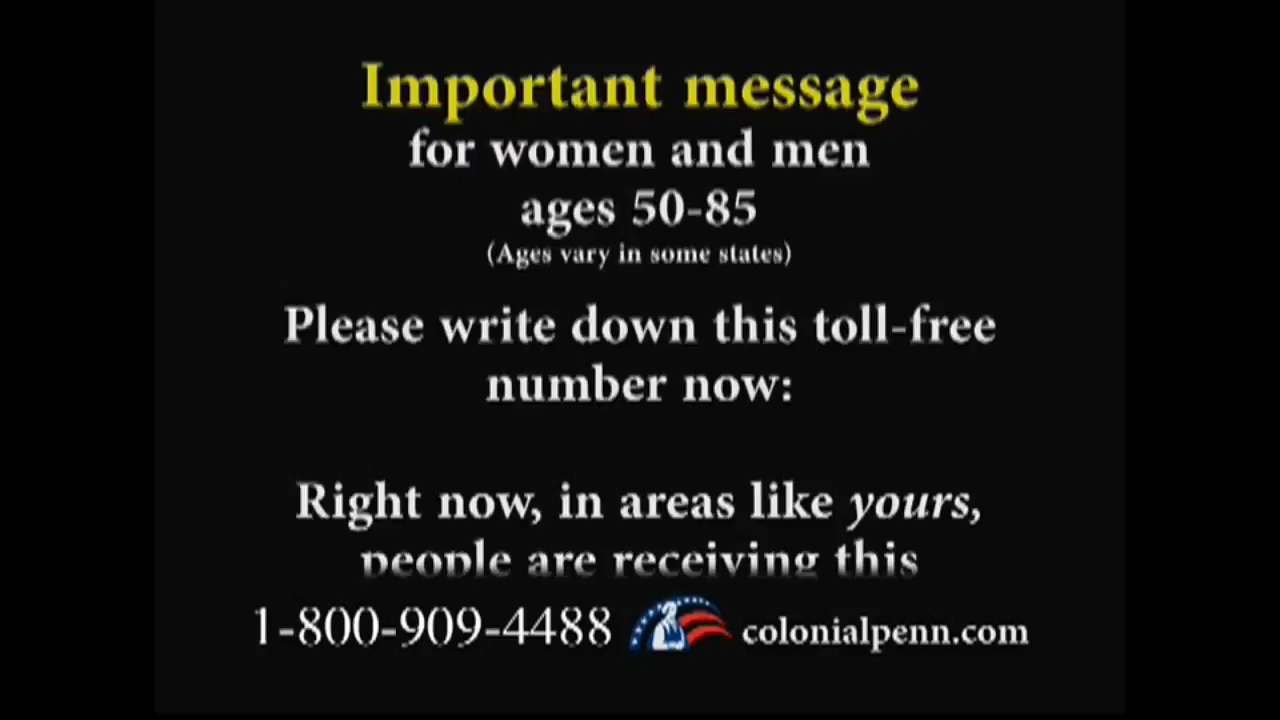 Important message
for women and men
ages 50-85
(Ages vary in some states)
Please write down this toll-free
number now:
Right now, in areas like yours,
people are receiving this
1-800-909-4488 colonialpenn.com